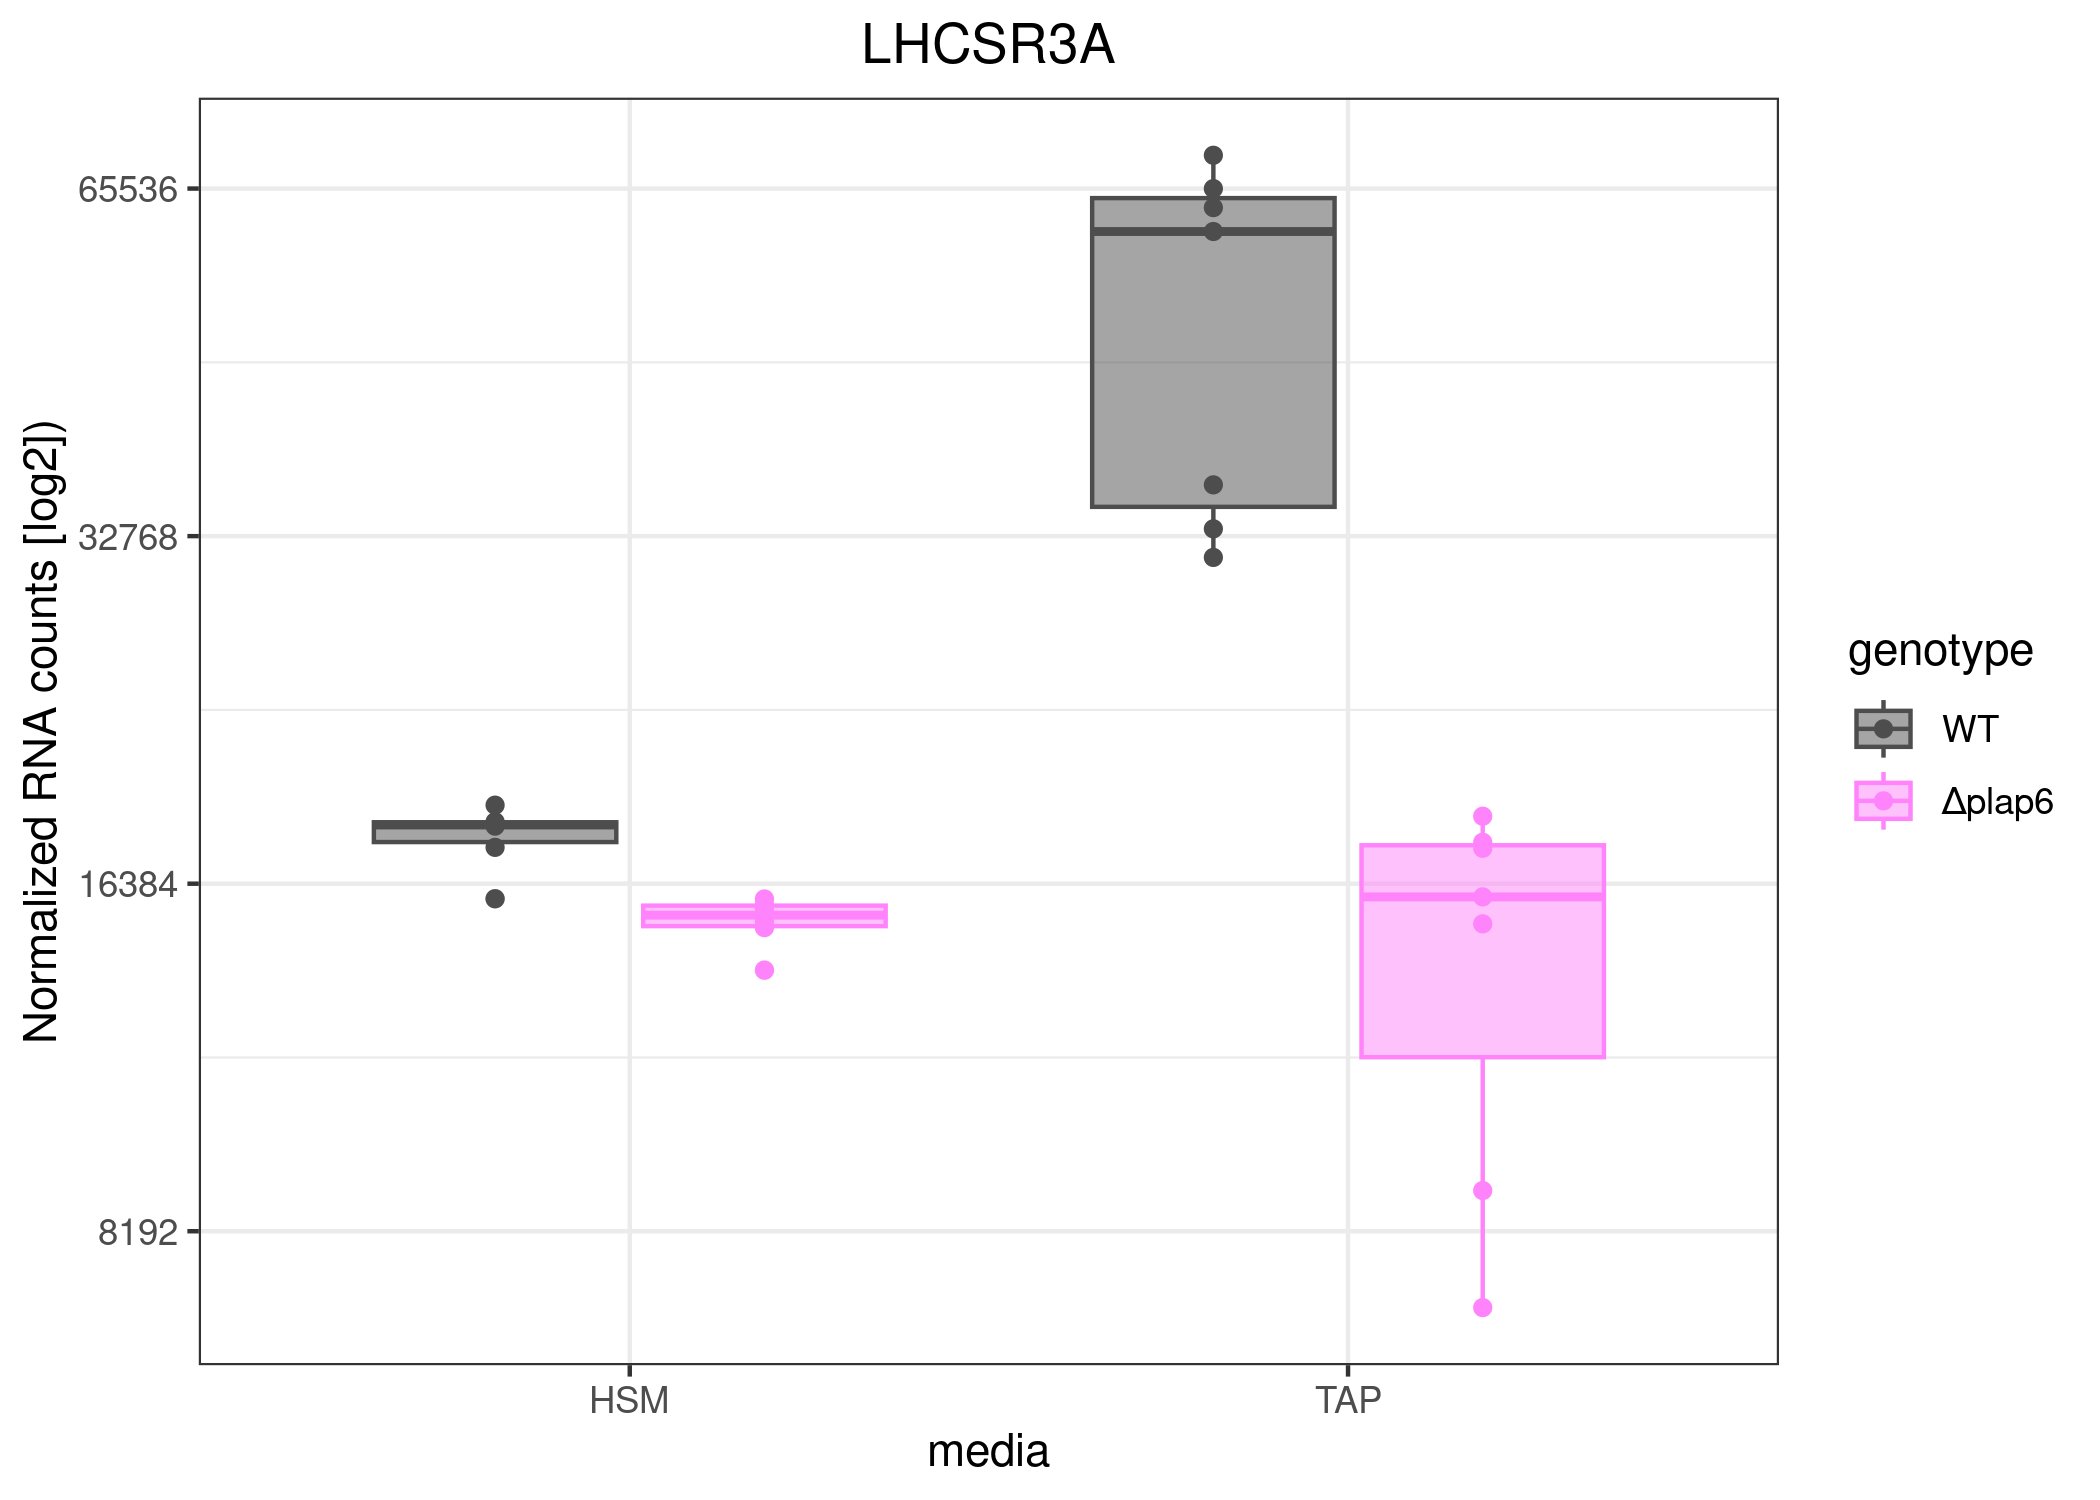 LHCSR3A
Normalized RNA counts [log2])
65536
32768
16384
8192
HSM
TAP
media
genotype
WT
Δplap6